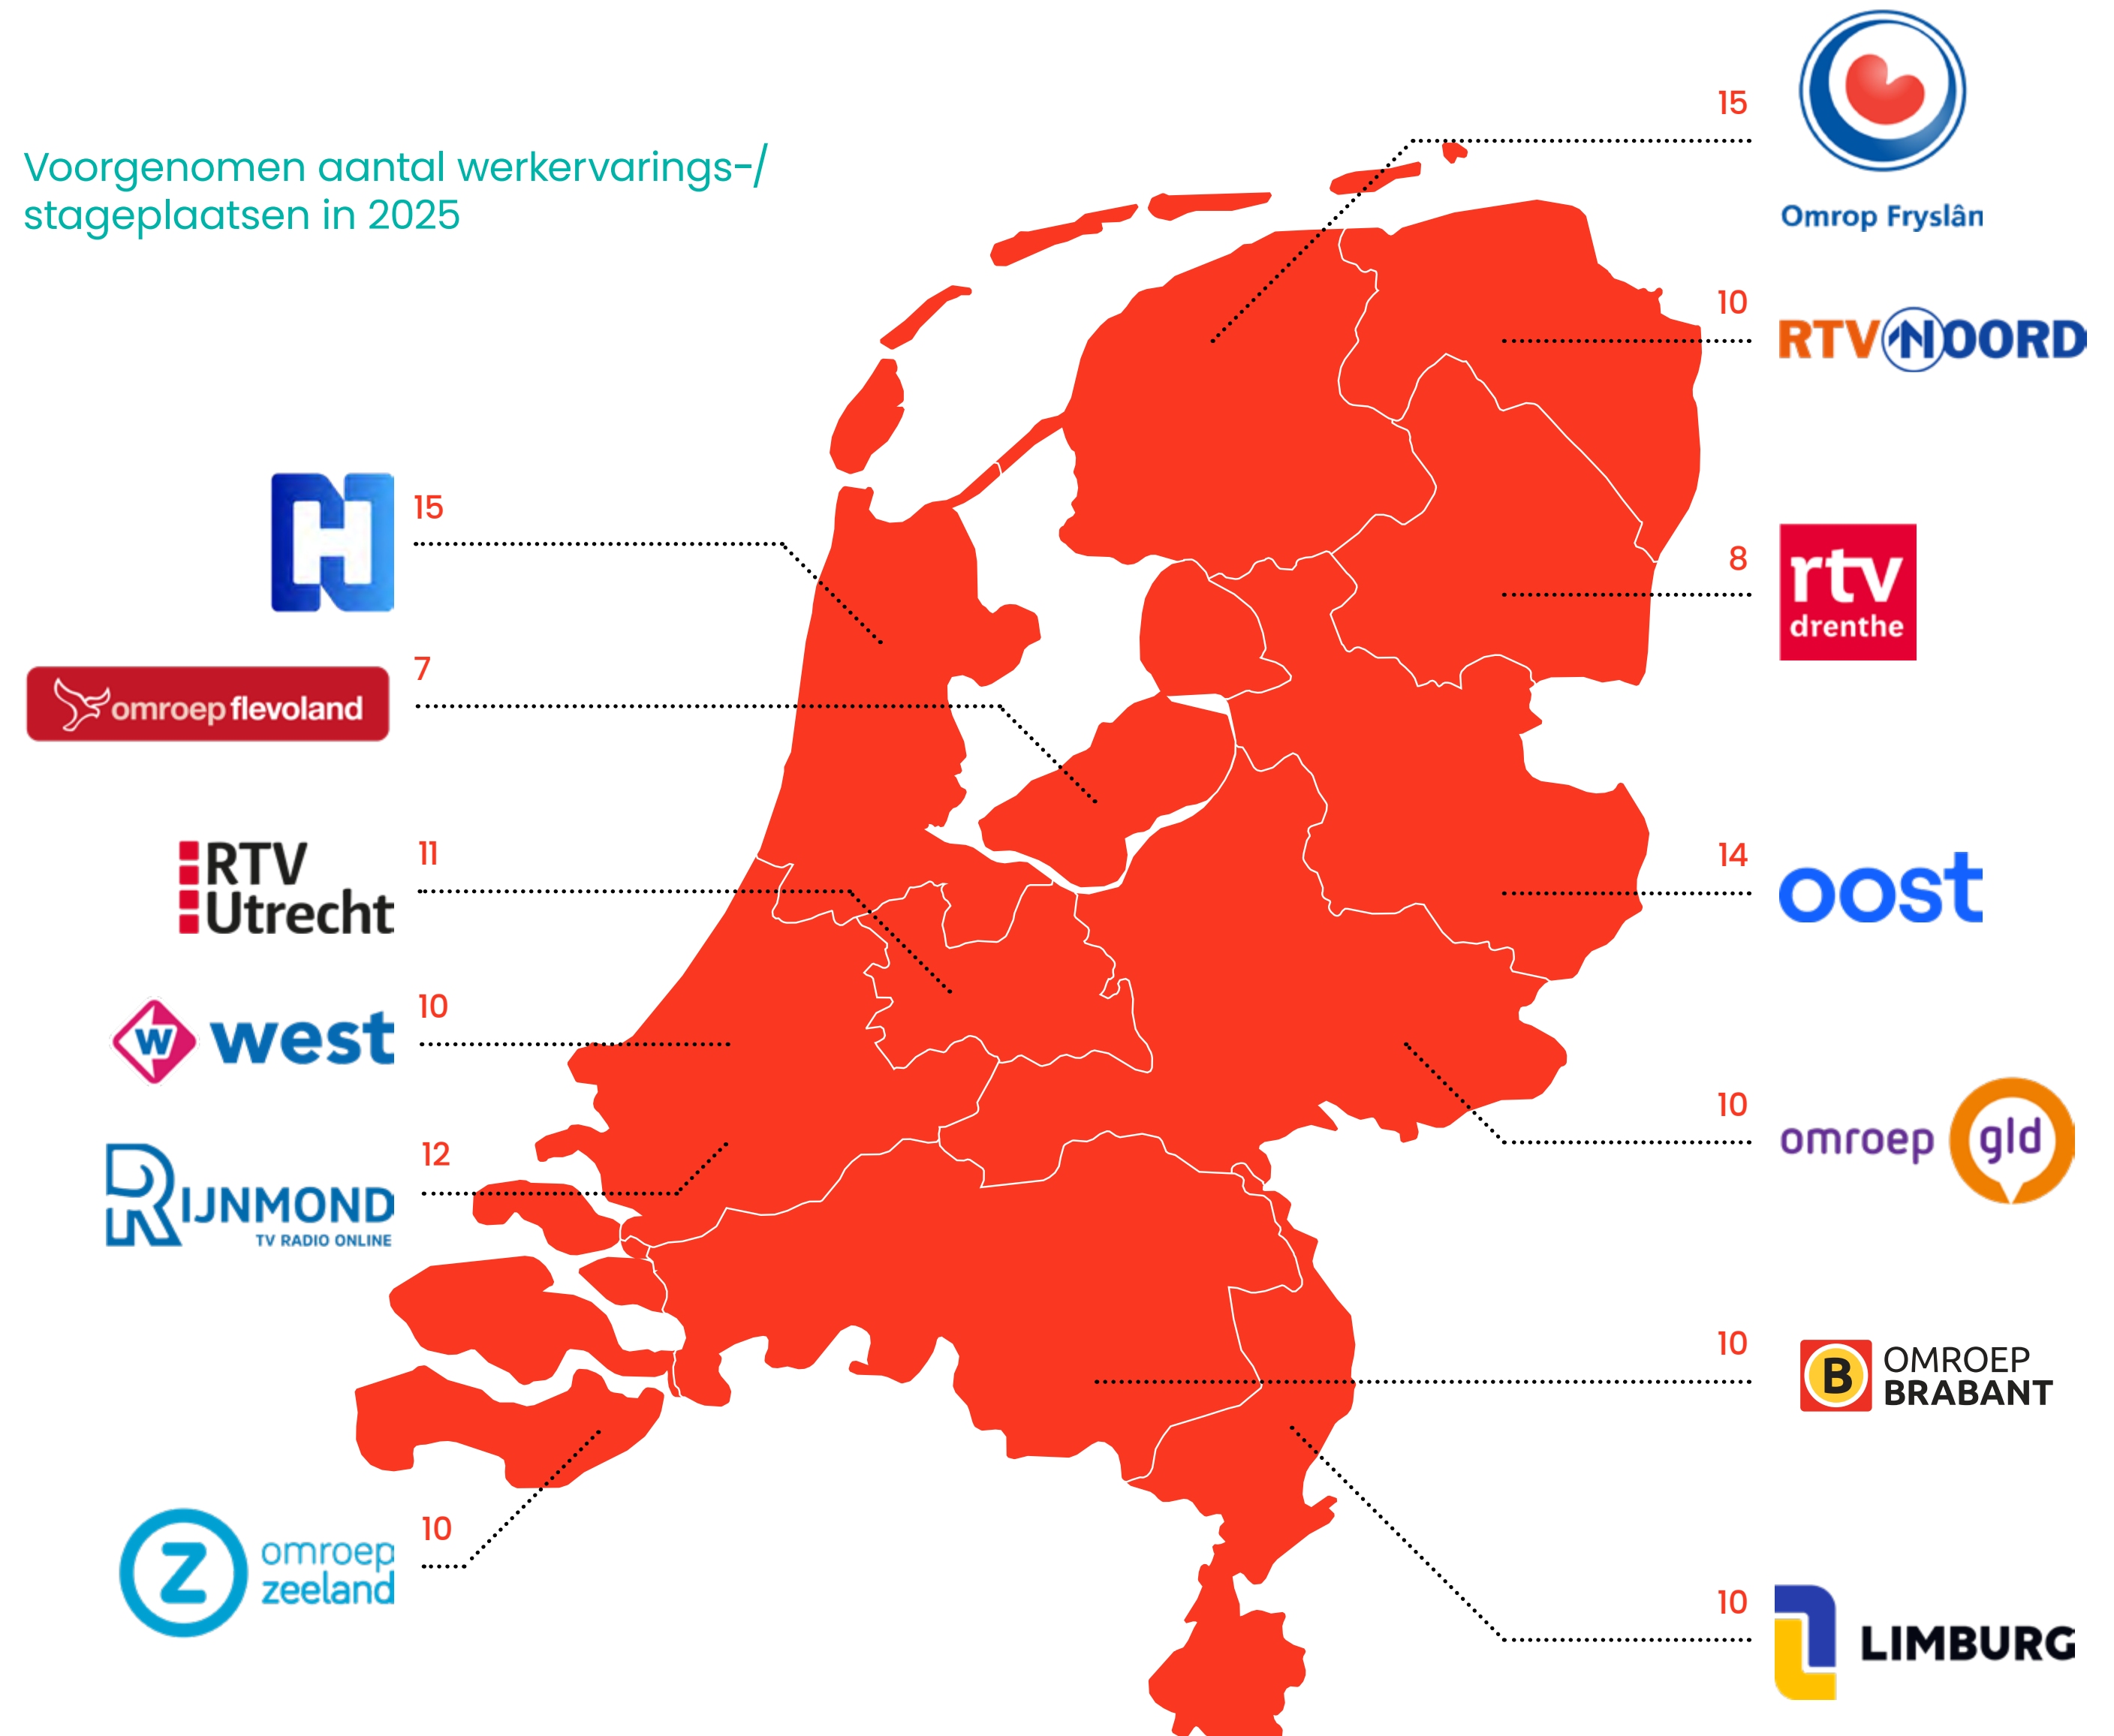 Voorgenomen aantal werkervarings-/
stageplaatsen in 2025
15
Omrop Fryslân
10
RTV NOORD
8
rtv
drenthe
14
oost
10
omroep gld
10
B
OMROEP
BRABANT
10
LIMBURG
NH
15
omroep flevoland
7
RTV
Utrecht
11
W west
10
RIJNMOND
TV RADIO ONLINE
12
Z
omroep
zeeland
10